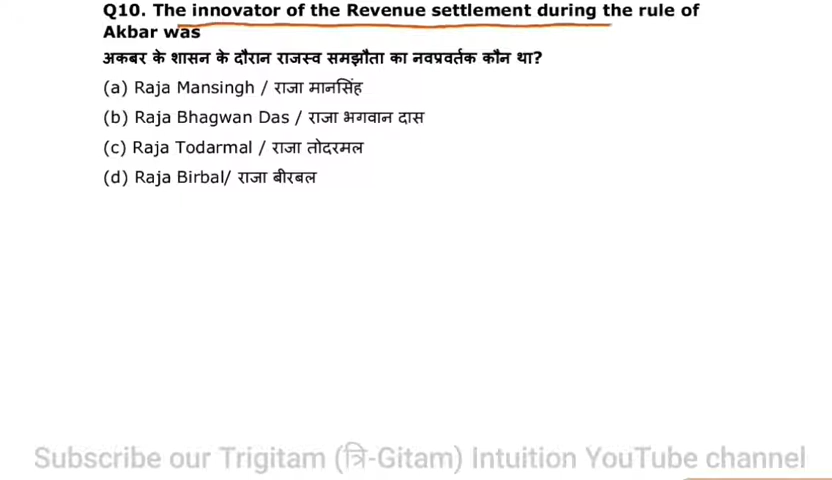 Q10. The innovator of the Revenue settlement during the rule of
Akbar was
अकबर के शासन के दौरान राजस्व समझौता का नवप्रवर्तक कौन था?
(a) Raja Mansingh / राजा मानसिंह
(b) Raja Bhagwan Das / राजा भगवान दास
(c) Raja Todarmal / राजा तोदरमल
(d) Raja Birbal/ राजा बीरबल
Subscribe our Trigitam (त्रि-Gitam) Intuition YouTube channel